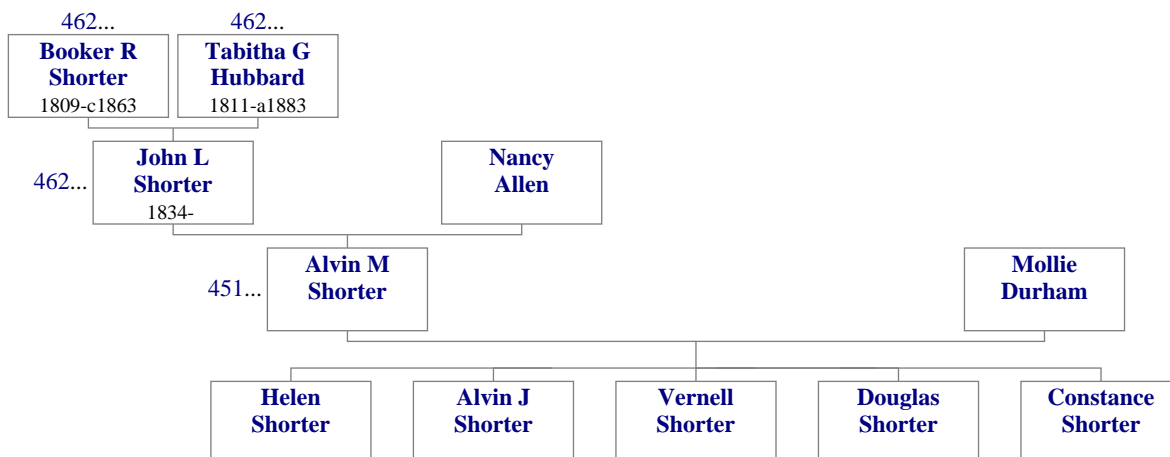 462... 462...
Booker R
Shorter
1809-c1863
Tabitha G
Hubbard
1811-a1883
462...
John L
Shorter
1834-
Nancy
Allen
451...
Alvin M
Shorter
Mollie
Durham
Helen
Shorter
Alvin J
Shorter
Vernell
Shorter
Douglas
Shorter
Constance
Shorter